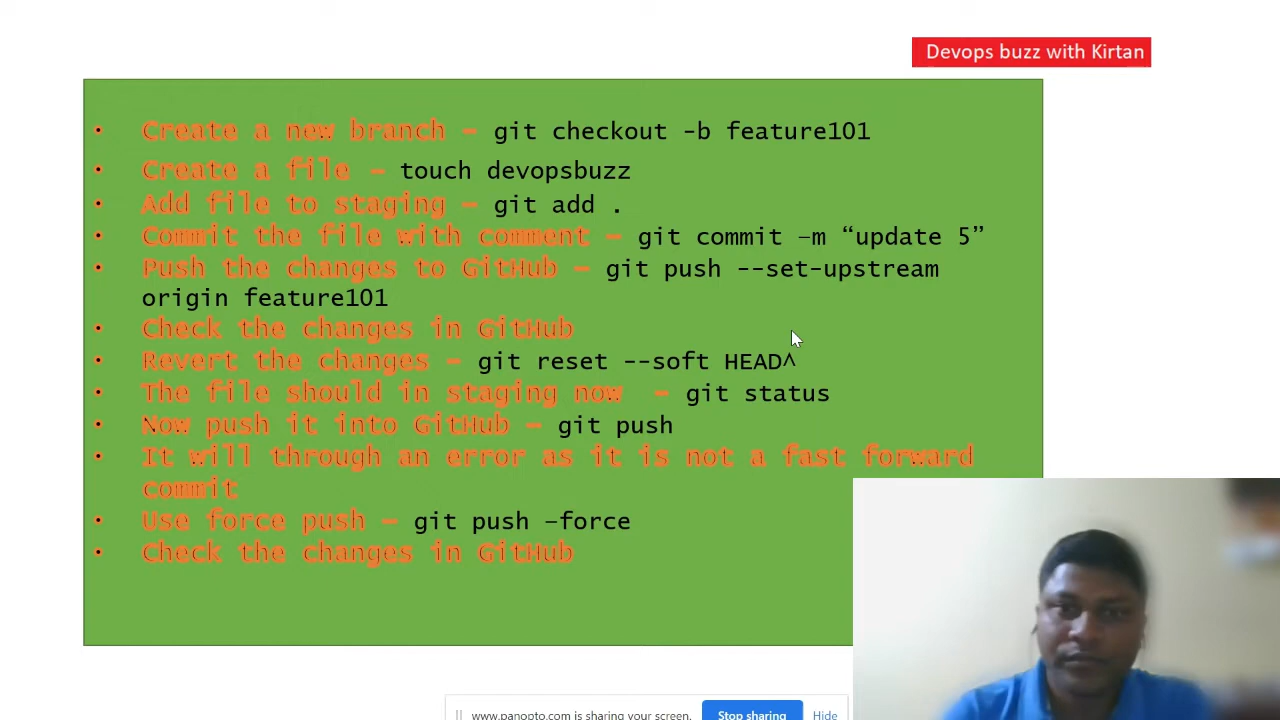 Devops buzz with Kirtan
• Create a new branch – git checkout -b feature101
• Create a file – touch devopsbuzz
• Add file to staging – git add .
• Commit the file with comment – git commit –m “update 5”
• Push the changes to GitHub – git push --set-upstream
origin feature101
• Check the changes in GitHub
• Revert the changes – git reset --soft HEAD^
• The file should in staging now – git status
• Now push it into GitHub – git push
• It will through an error as it is not a fast forward
commit
• Use force push – git push –force
• Check the changes in GitHub
www.panopto.com is sharing your screen. Stop sharing Hide